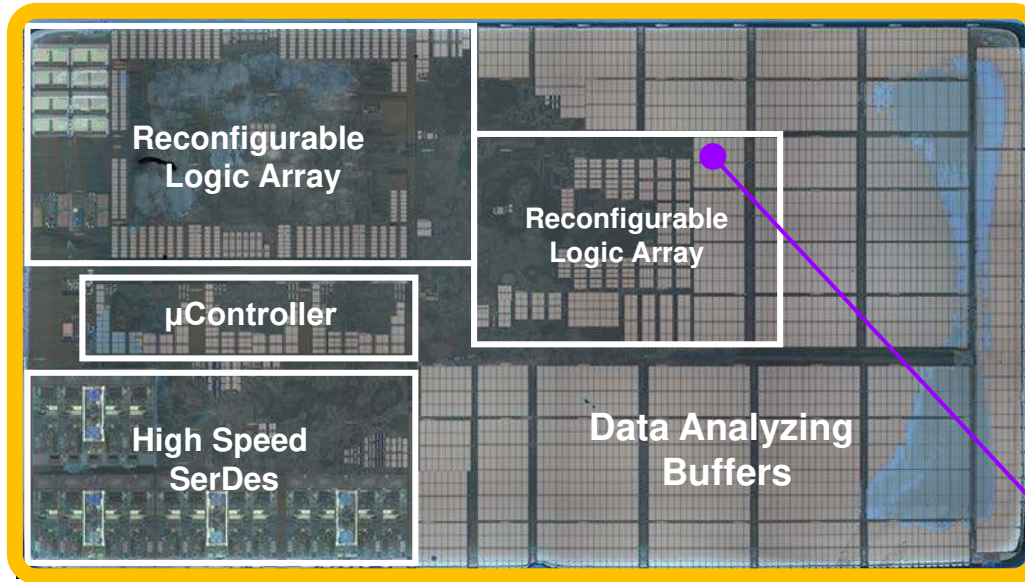 Reconfigurable
Logic Array
Reconfigurable
Logic Array
µController
High Speed
SerDes
Data Analyzing
Buffers